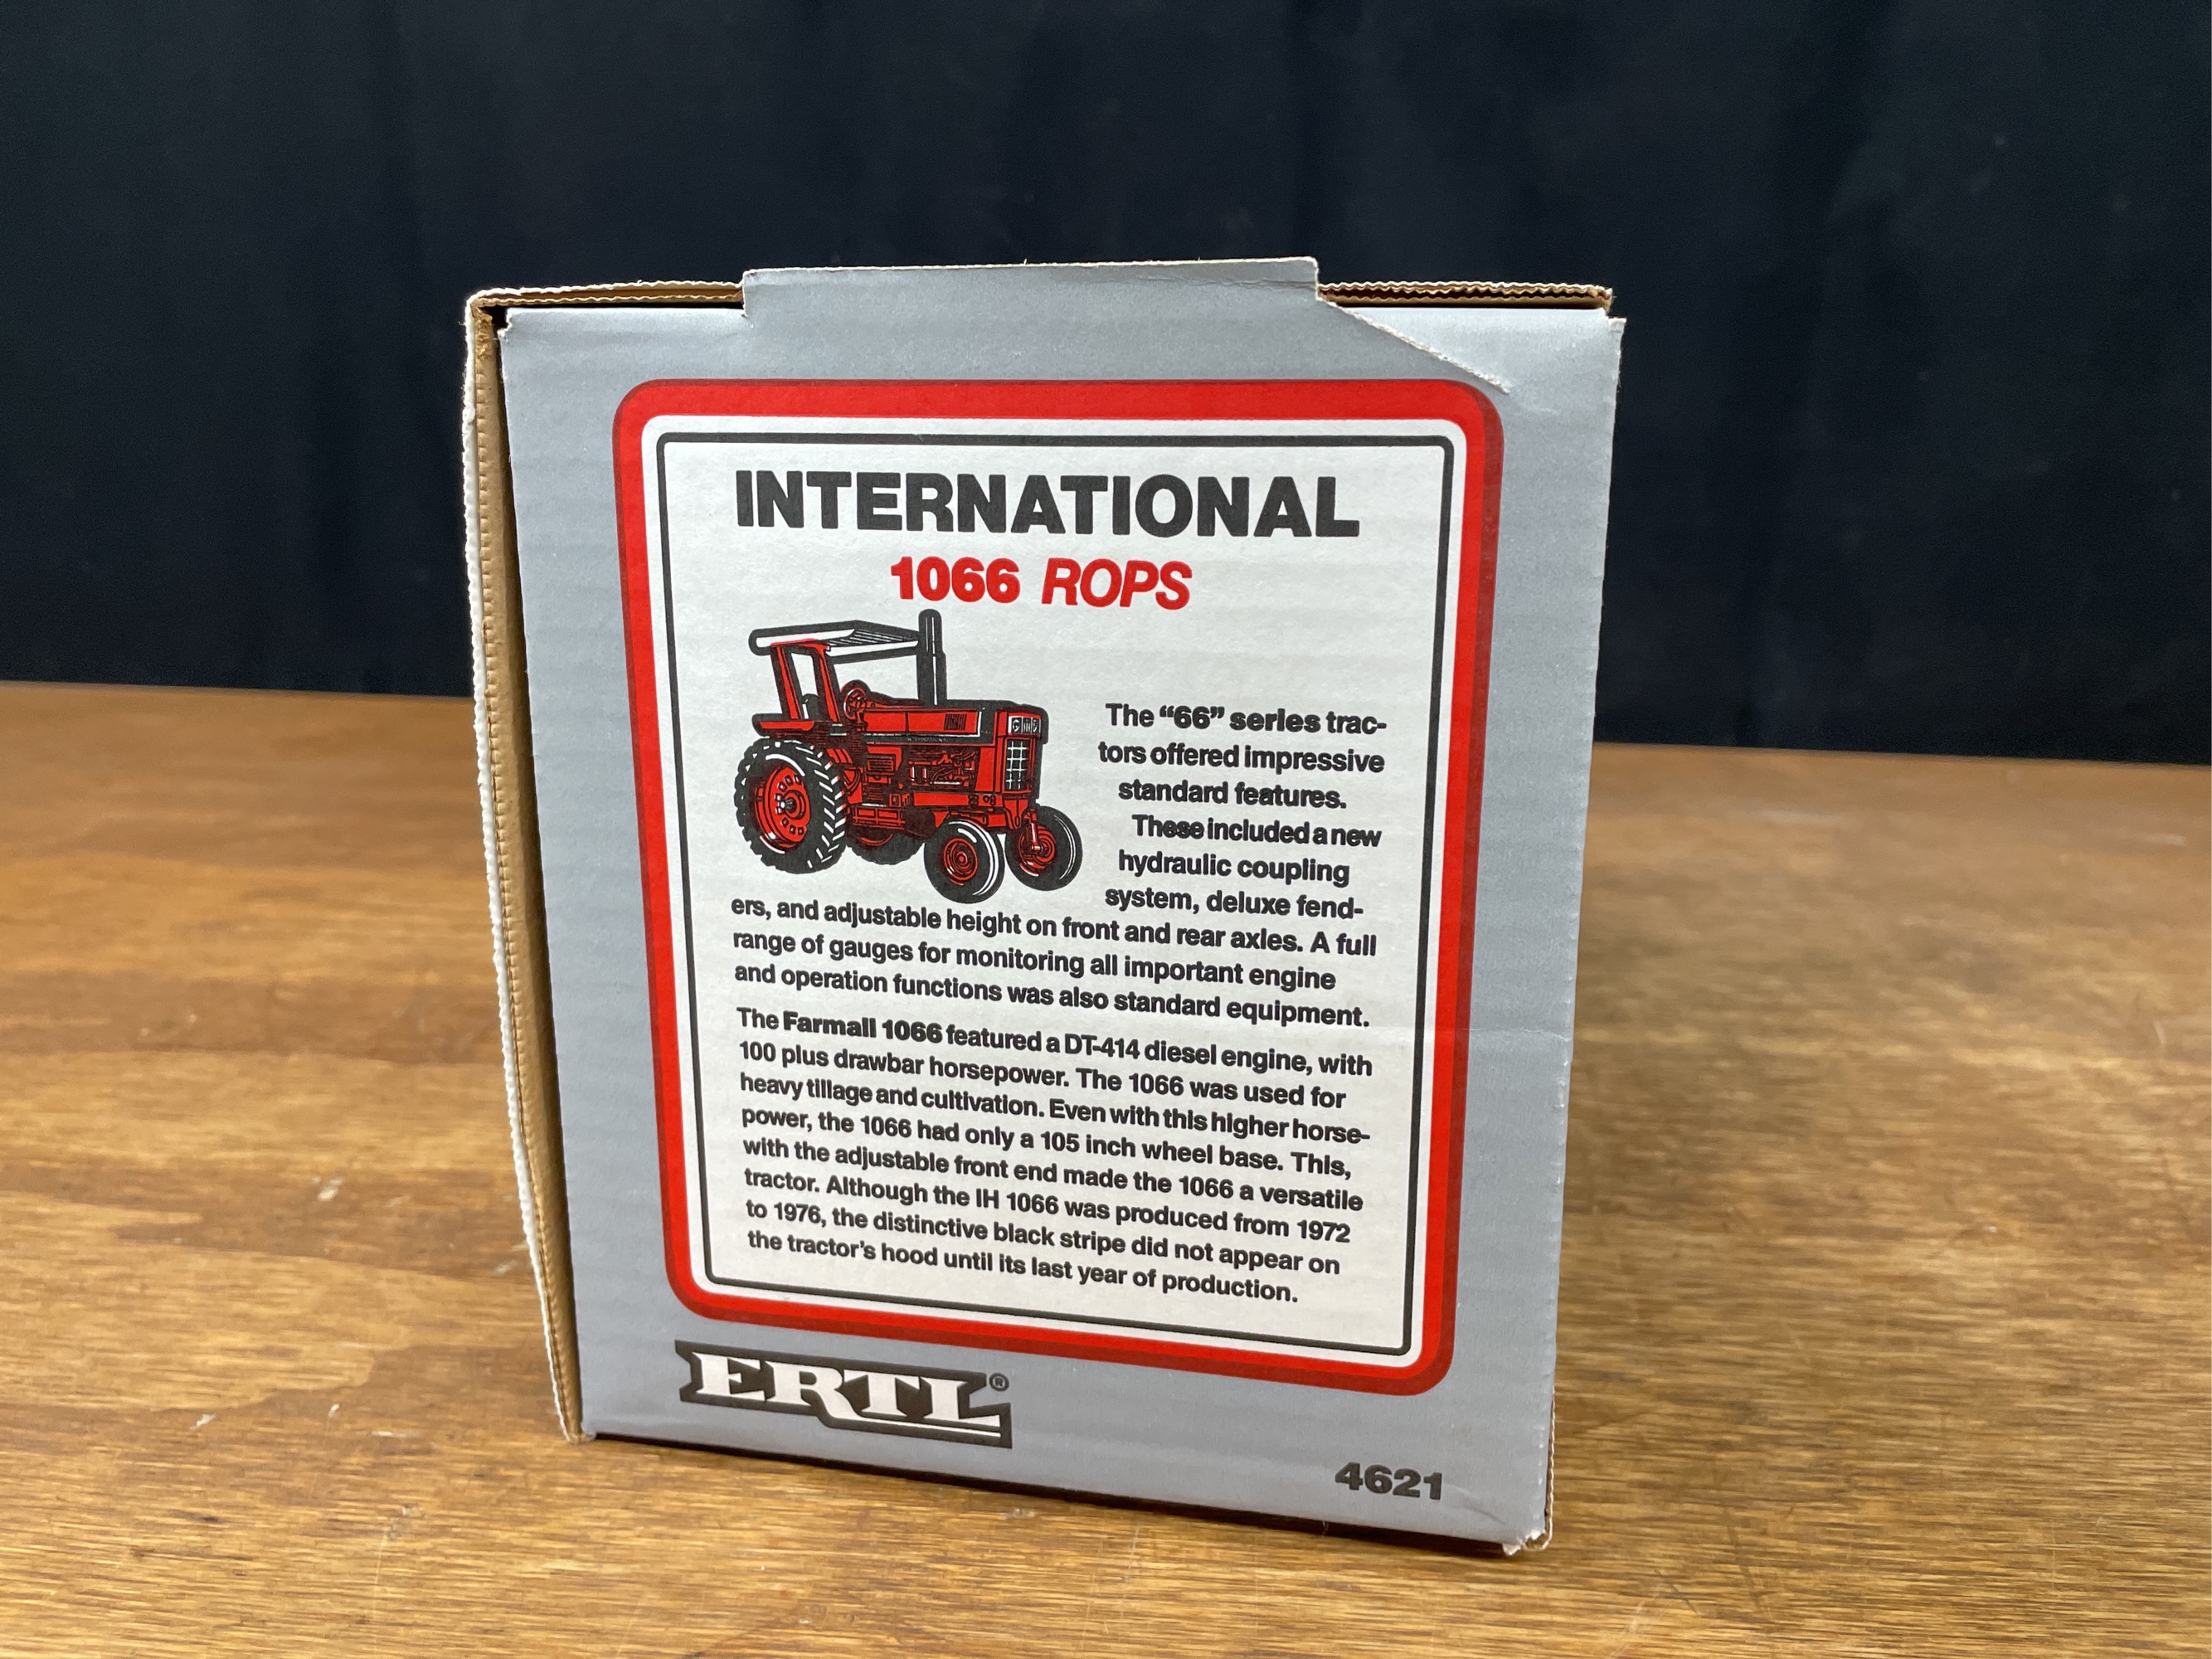 INTERNATIONAL
1066 ROPS
The “66” series trac-
tors offered impressive
standard features.
These included a new
hydraulic coupling
system, deluxe fend-
ers, and adjustable height on front and rear axles. A full
range of gauges for monitoring all important engine
and operation functions was also standard equipment.
The Farmall 1066 featured a DT-414 diesel engine, with
100 plus drawbar horsepower. The 1066 was used for
heavy tillage and cultivation. Even with this higher horse-
power, the 1066 had only a 105 inch wheel base. This,
with the adjustable front end made the 1066 a versatile
tractor. Although the IH 1066 was produced from 1972
to 1976, the distinctive black stripe did not appear on
the tractor’s hood until its last year of production.
ERTL®
4621